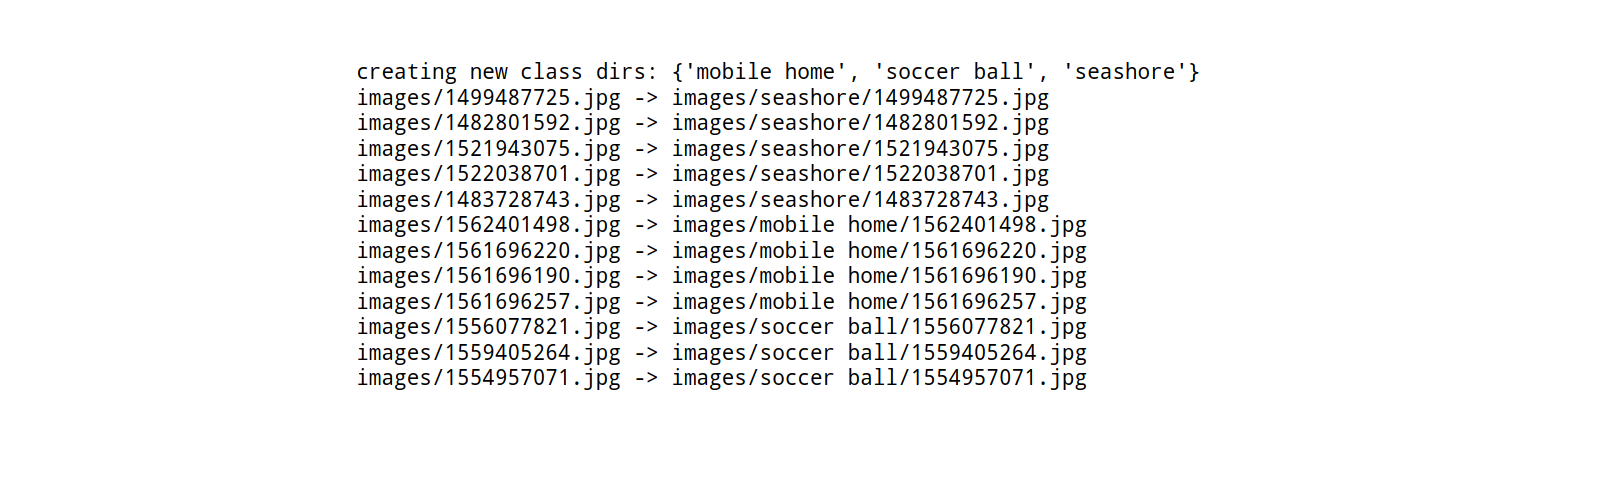 creating new class dirs: {'mobile home', 'soccer ball', 'seashore'}
images/1499487725.jpg -> images/seashore/1499487725.jpg
images/1482801592.jpg -> images/seashore/1482801592.jpg
images/1521943075.jpg -> images/seashore/1521943075.jpg
images/1522038701.jpg -> images/seashore/1522038701.jpg
images/1483728743.jpg -> images/seashore/1483728743.jpg
images/1562401498.jpg -> images/mobile home/1562401498.jpg
images/1561696220.jpg -> images/mobile home/1561696220.jpg
images/1561696190.jpg -> images/mobile home/1561696190.jpg
images/1561696257.jpg -> images/mobile home/1561696257.jpg
images/1556077821.jpg -> images/soccer ball/1556077821.jpg
images/1559405264.jpg -> images/soccer ball/1559405264.jpg
images/1554957071.jpg -> images/soccer ball/1554957071.jpg